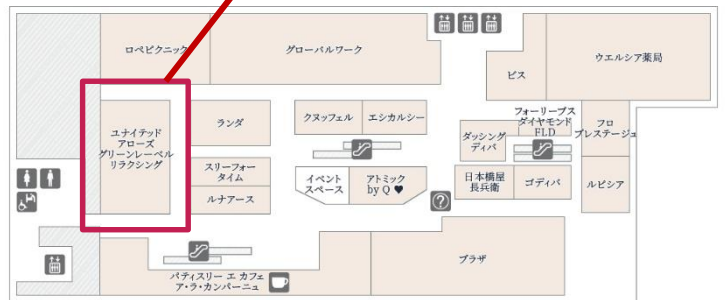 ロペピクニック
グローバルワーク
ビス
ウエルシア薬局
ユナイテッド
アローズ
グリーンレーベル
リラクシング
ランダ
クヌッフェル
エシカルシー
フォーリーブス
ダイヤモンド
FLD
ダッシング
ディバ
フロ
プレステージュ
スリーフォー
タイム
ルナアース
イベント
スペース
アトミック
by Q ♥
?
日本橋屋
長兵衛
ゴディバ
ルピシア
パティスリー エ カフェ
ア・ラ・カンパーニュ
プラザ